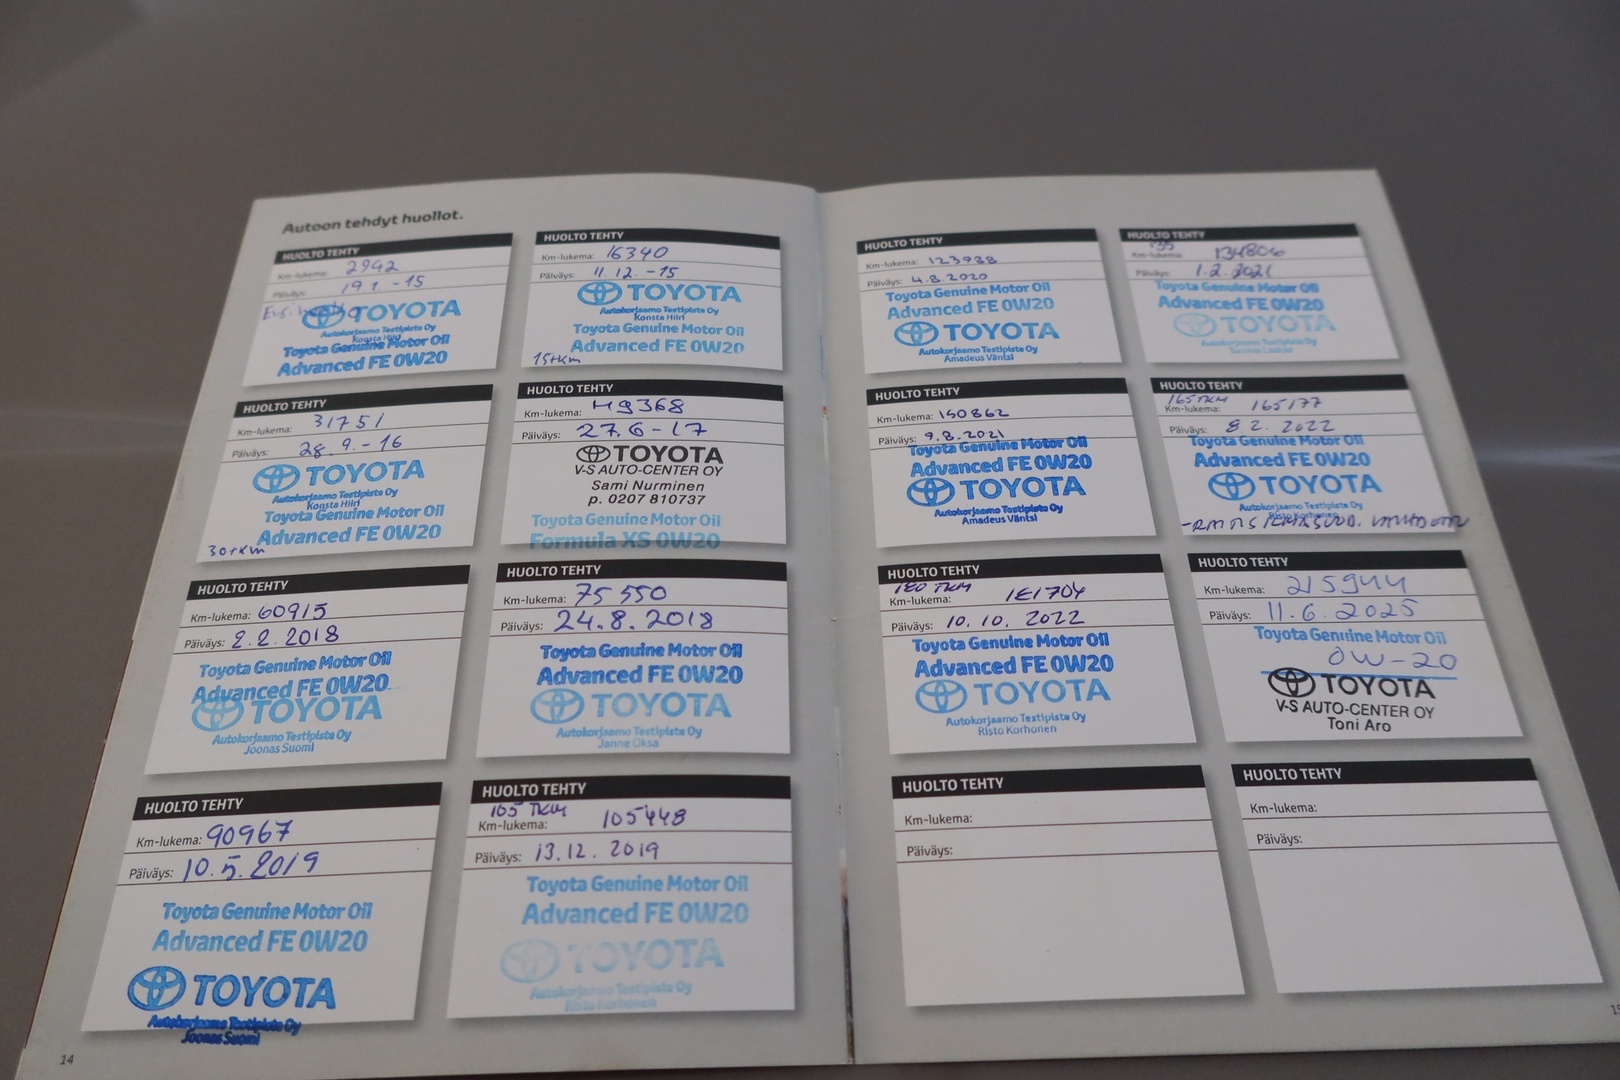 Autoon tehdyt huollot.
HUOLTO TEHTY
Km-lukema: 2942
Päiväys: 19.1.-15
TOYOTA
Autokorjaamo Testipiste Oy
Konsta Hiiri
Toyota Genuine Motor Oil
Advanced FE 0W20
HUOLTO TEHTY
Km-lukema: 16340
Päiväys: 11.12.-15
TOYOTA
Autokorjaamo Testipiste Oy
Konsta Hiiri
Toyota Genuine Motor Oil
Advanced FE 0W20
15tkm
HUOLTO TEHTY
Km-lukema: 31751
Päiväys: 28.9.-16
TOYOTA
Autokorjaamo Testipiste Oy
Konsta Hiiri
Toyota Genuine Motor Oil
Advanced FE 0W20
30tkm
HUOLTO TEHTY
Km-lukema: 49368
Päiväys: 27.6-17
TOYOTA
V-S AUTO-CENTER OY
Sami Nurminen
p. 0207 810737
Toyota Genuine Motor Oil
Formula XS 0W20
HUOLTO TEHTY
Km-lukema: 60915
Päiväys: 2.2.2018
Toyota Genuine Motor Oil
Advanced FE 0W20
TOYOTA
Autokorjaamo Testipiste Oy
Joonas Suomi
HUOLTO TEHTY
Km-lukema: 75550
Päiväys: 24.8.2018
Toyota Genuine Motor Oil
Advanced FE 0W20
TOYOTA
Autokorjaamo Testipiste Oy
Janne Oksa
HUOLTO TEHTY
Km-lukema: 90967
Päiväys: 10.5.2019
Toyota Genuine Motor Oil
Advanced FE 0W20
TOYOTA
Autokorjaamo Testipiste Oy
Joonas Suomi
HUOLTO TEHTY
105 TKM
Km-lukema: 105448
Päiväys: 13.12.2019
Toyota Genuine Motor Oil
Advanced FE 0W20
TOYOTA
Autokorjaamo Testipiste Oy
Risto Korhonen
14
HUOLTO TEHTY
Km-lukema: 123988
Päiväys: 4.8.2020
Toyota Genuine Motor Oil
Advanced FE 0W20
TOYOTA
Autokorjaamo Testipiste Oy
Amadeus Väntsi
HUOLTO TEHTY
135
Km-lukema: 134806
Päiväys: 1.2.2021
Toyota Genuine Motor Oil
Advanced FE 0W20
TOYOTA
Autokorjaamo Testipiste Oy
HUOLTO TEHTY
Km-lukema: 150862
Päiväys: 9.8.2021
Toyota Genuine Motor Oil
Advanced FE 0W20
TOYOTA
Autokorjaamo Testipiste Oy
Amadeus Väntsi
HUOLTO TEHTY
165 TKM
Km-lukema: 165177
Päiväys: 8.2.2022
Toyota Genuine Motor Oil
Advanced FE 0W20
TOYOTA
Autokorjaamo Testipiste Oy
Risto Korhonen
HUOLTO TEHTY
180 TKM
Km-lukema: 181704
Päiväys: 10.10.2022
Toyota Genuine Motor Oil
Advanced FE 0W20
TOYOTA
Autokorjaamo Testipiste Oy
Risto Korhonen
HUOLTO TEHTY
Km-lukema: 215944
Päiväys: 11.6.2025
Toyota Genuine Motor Oil
0W-20
TOYOTA
V-S AUTO-CENTER OY
Toni Aro
HUOLTO TEHTY
Km-lukema:
Päiväys:
HUOLTO TEHTY
Km-lukema:
Päiväys: